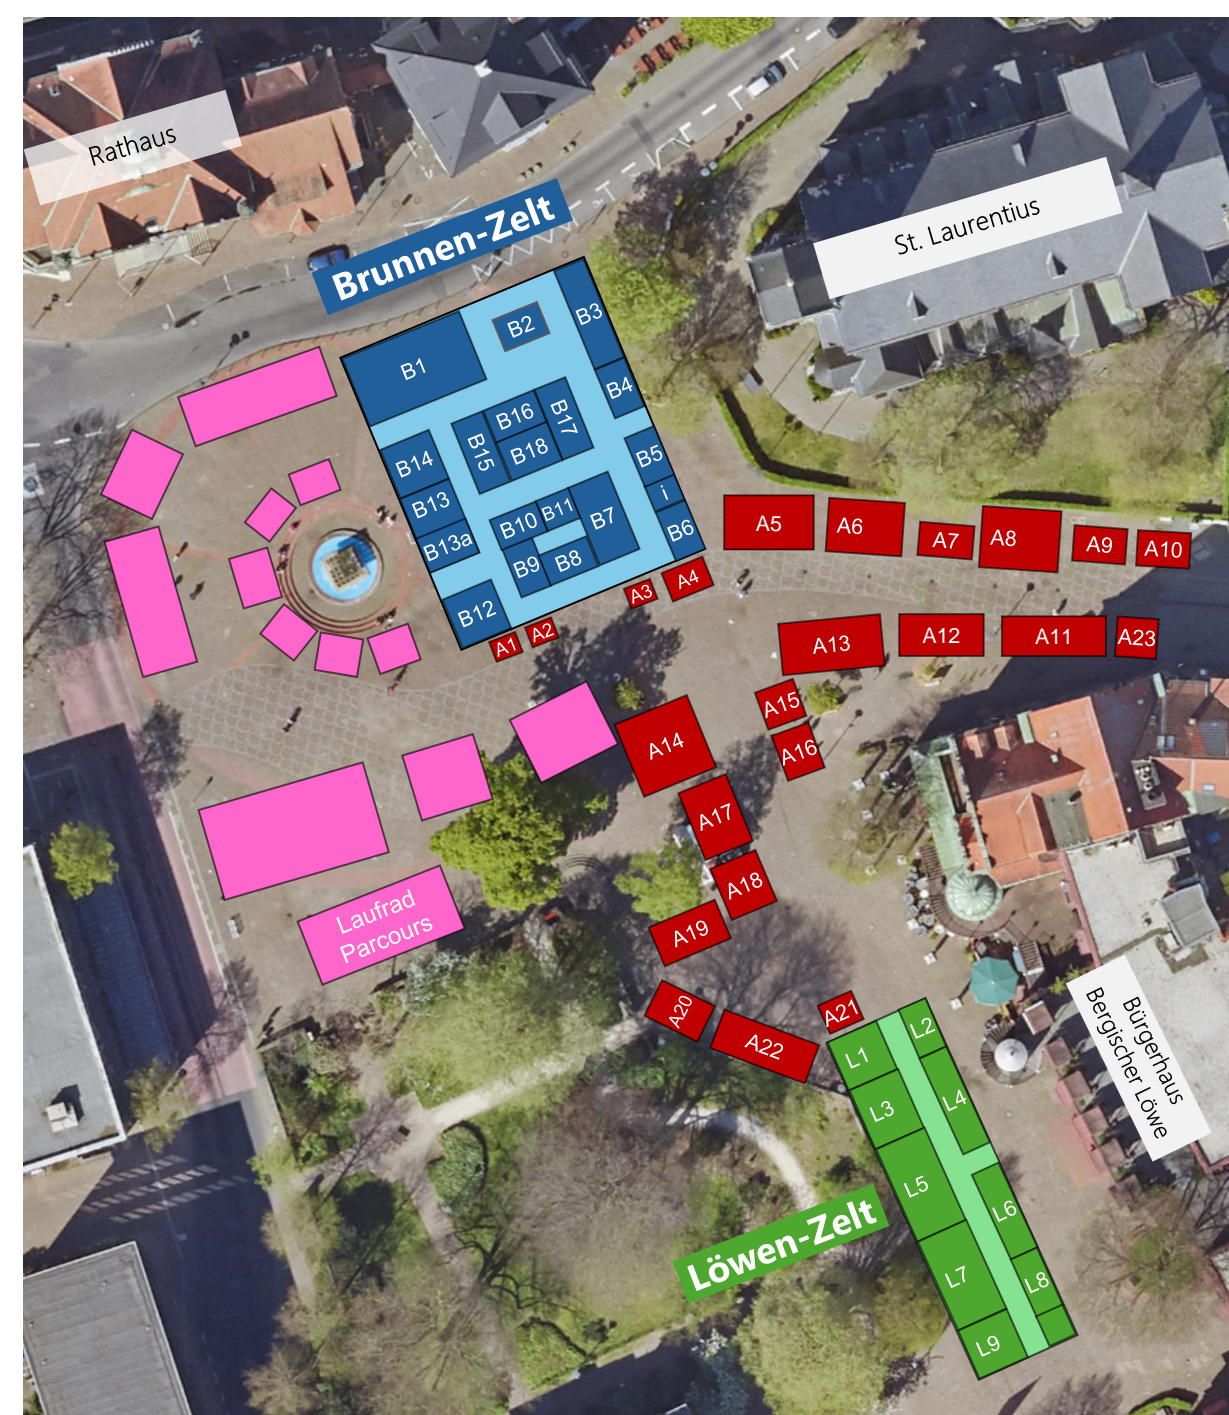 Rathaus
St. Laurentius
Brunnen-Zelt
B1
B2
B3
B4
B16
B17
B15
B18
B14
B13
B13a
B5
i
B6
B10
B11
B7
B9
B8
B12
A1
A2
A3
A4
A5
A6
A7
A8
A9
A10
A13
A12
A11
A23
A15
A16
A14
A17
A18
A19
A20
A22
A21
Laufrad
Parcours
Bürgerhaus
Bergischer Löwe
Löwen-Zelt
L1
L2
L3
L4
L5
L6
L7
L8
L9